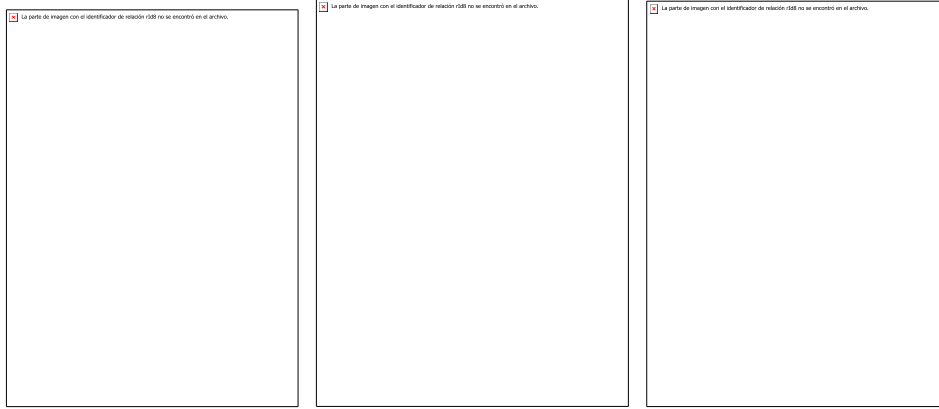 La parte de imagen con el identificador de relación rId8 no se encontró en el archivo.
La parte de imagen con el identificador de relación rId8 no se encontró en el archivo.
La parte de imagen con el identificador de relación rId8 no se encontró en el archivo.